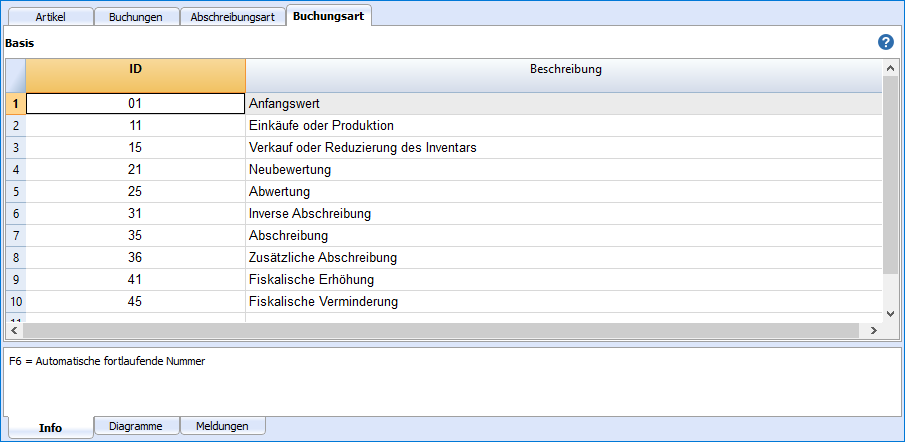 Artikel Buchungen Abschreibungsart Buchungsart
Basis ?
ID Beschreibung
1 01 Anfangswert
2 11 Einkäufe oder Produktion
3 15 Verkauf oder Reduzierung des Inventars
4 21 Neubewertung
5 25 Abwertung
6 31 Inverse Abschreibung
7 35 Abschreibung
8 36 Zusätzliche Abschreibung
9 41 Fiskalische Erhöhung
10 45 Fiskalische Verminderung
11
F6 = Automatische fortlaufende Nummer
Info Diagramme Meldungen